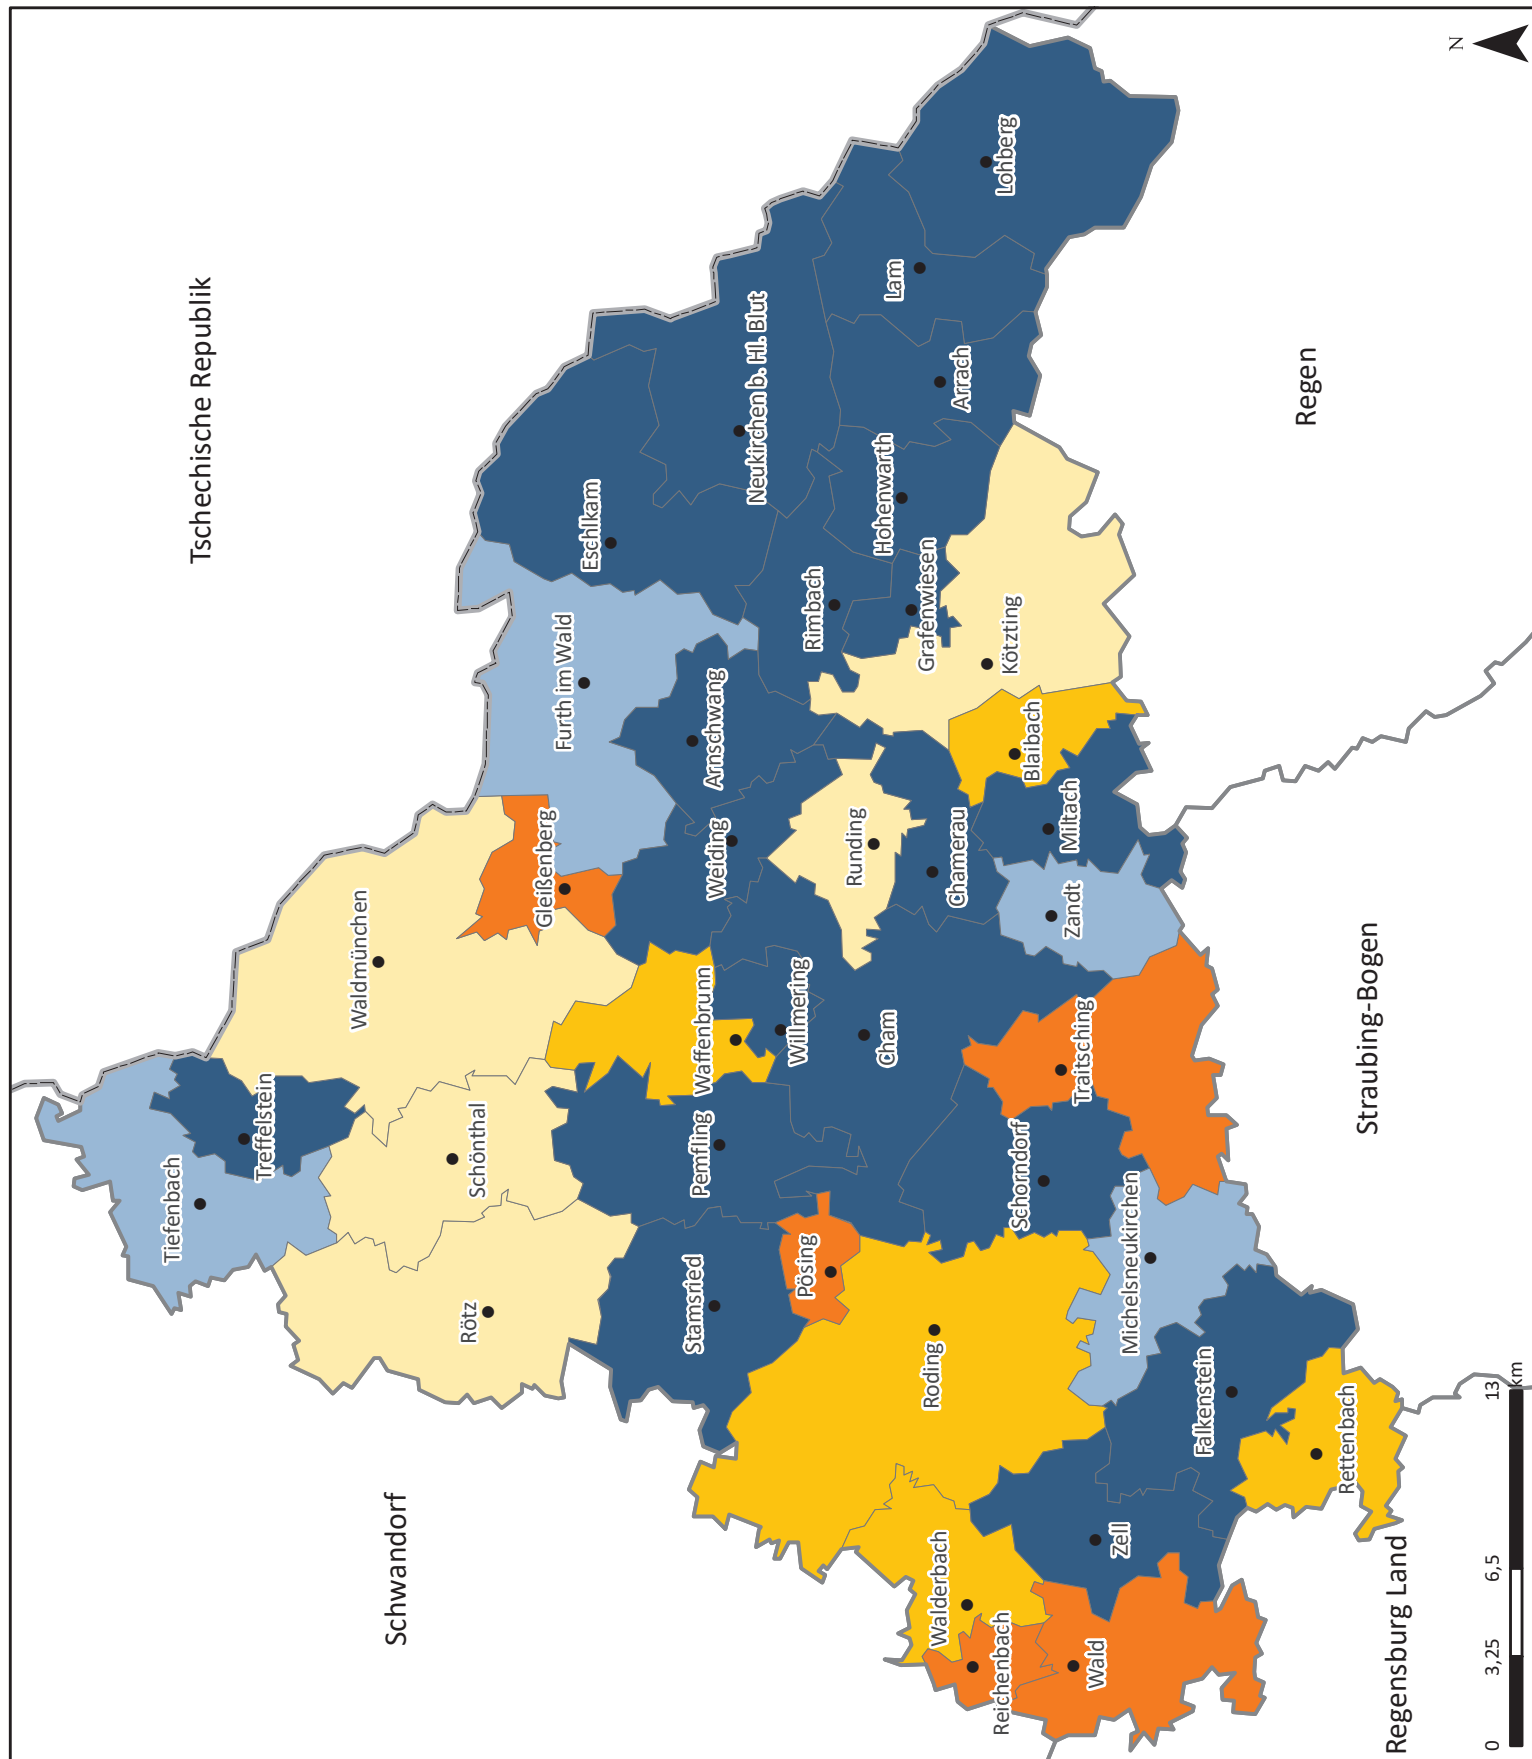 Tschechische Republik
Schwandorf
Regen
Straubing-Bogen
Regensburg Land
Tiefenbach
Treffelstein
Waldmünchen
Schönthal
Rötz
Gleißenberg
Furth im Wald
Eschlkam
Neukirchen b. Hl. Blut
Arnschwang
Weiding
Waffenbrunn
Willmering
Pemfling
Stamsried
Pösing
Cham
Runding
Chamerau
Rimbach
Grafenwiesen
Hohenwarth
Arrach
Lam
Lohberg
Kötzting
Blaibach
Miltach
Zandt
Traitsching
Schorndorf
Michelsneukirchen
Roding
Falkenstein
Rettenbach
Zell
Walderbach
Reichenbach
Wald
N
0 3,25 6,5 13
km